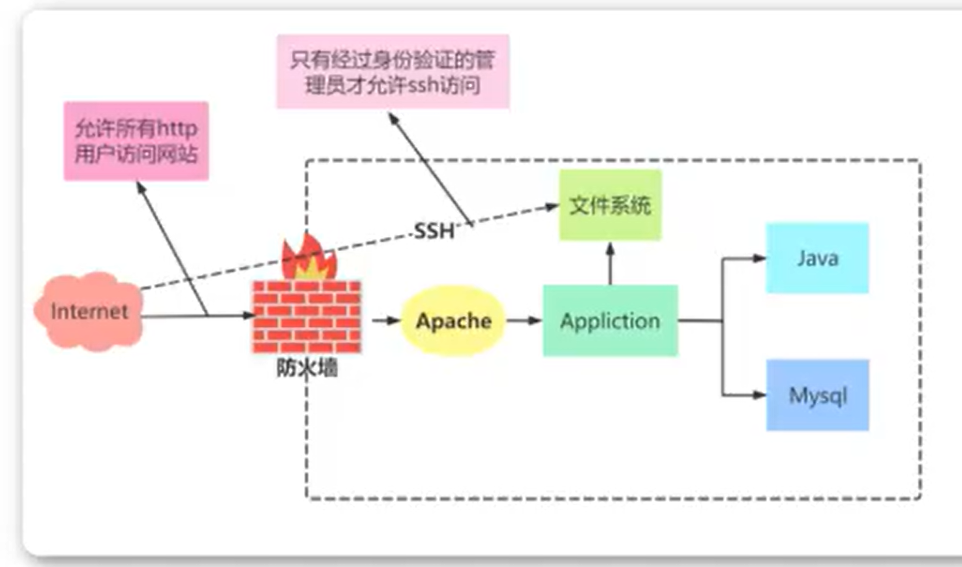 只有经过身份验证的管
理员才允许ssh访问
允许所有http
用户访问网站
文件系统
SSH
Java
Internet
Apache
Appliction
防火墙
Mysql